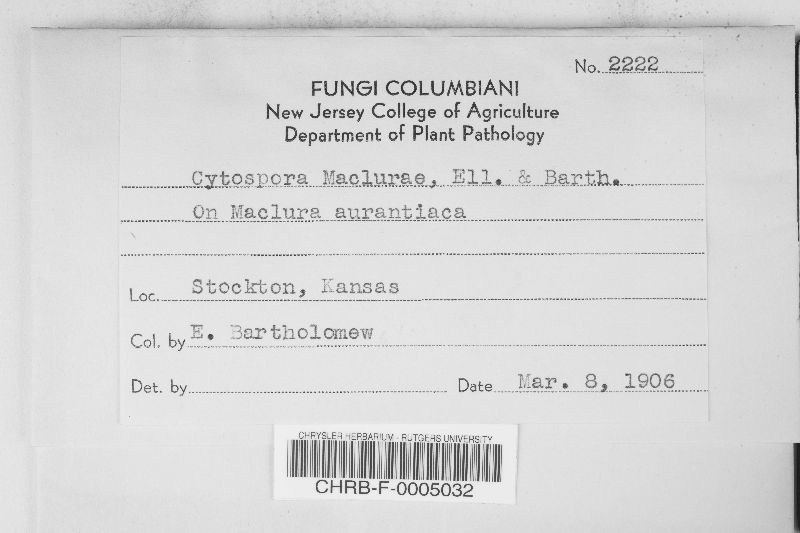 No. 2222
FUNGI COLUMBIANI
New Jersey College of Agriculture
Department of Plant Pathology
Cytospora Maclurae, Ell. & Barth.
On Maclura aurantiaca
Loc. Stockton, Kansas
Col. by E. Bartholomew
Det. by Date Mar. 8, 1906
CHRYSLER HERBARIUM - RUTGERS UNIVERSITY
CHRB-F-0005032